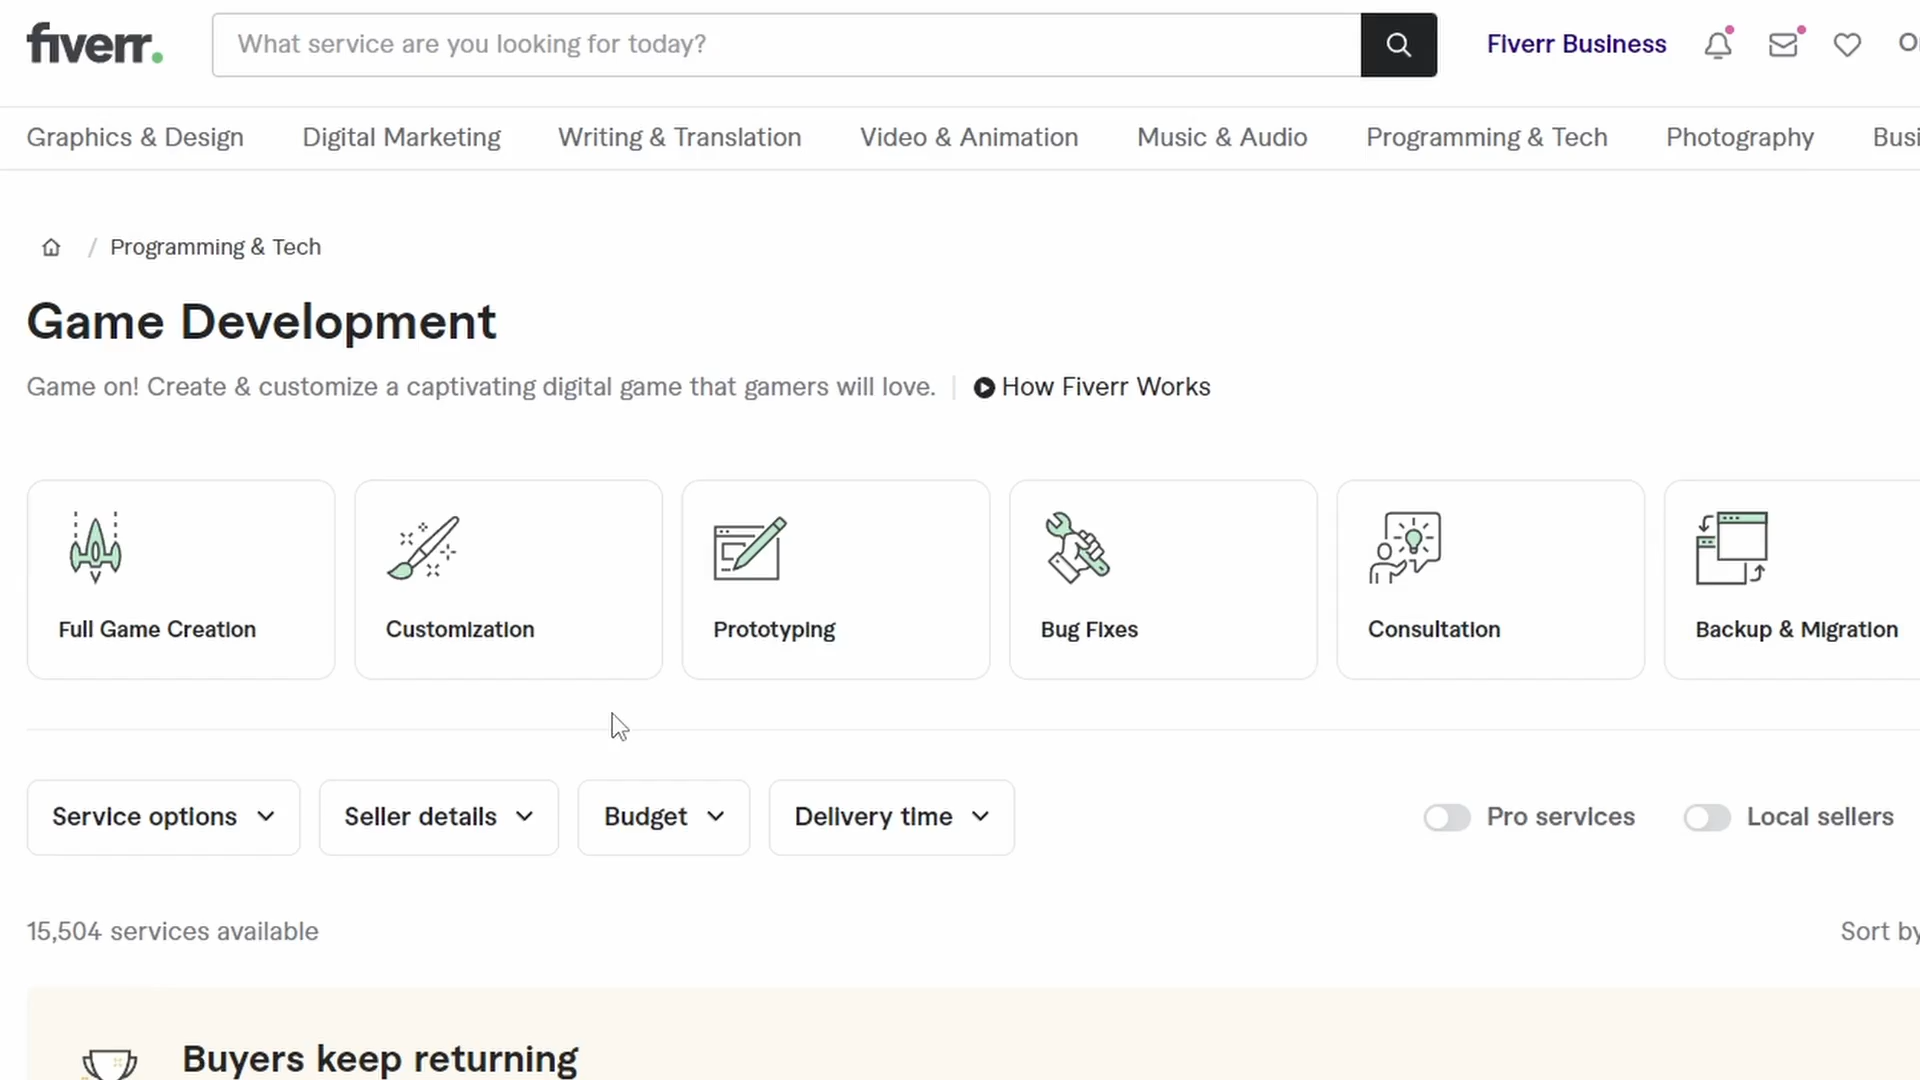 fiverr.
What service are you looking for today?
Fiverr Business
Graphics & Design
Digital Marketing
Writing & Translation
Video & Animation
Music & Audio
Programming & Tech
Photography
Busi
/ Programming & Tech
Game Development
Game on! Create & customize a captivating digital game that gamers will love. | How Fiverr Works
Full Game Creation
Customization
Prototyping
Bug Fixes
Consultation
Backup & Migration
Service options
Seller details
Budget
Delivery time
Pro services
Local sellers
15,504 services available
Sort by
Buyers keep returning